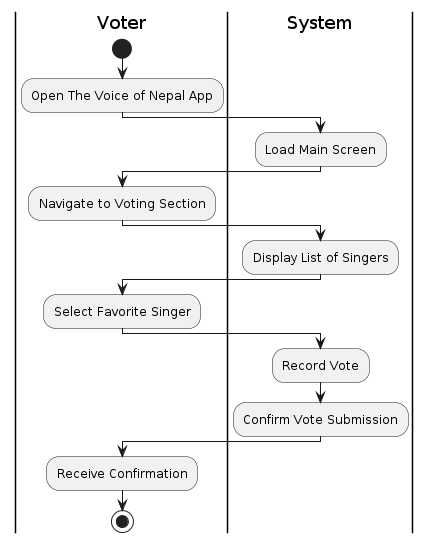 Voter
System
Open The Voice of Nepal App
Load Main Screen
Navigate to Voting Section
Display List of Singers
Select Favorite Singer
Record Vote
Confirm Vote Submission
Receive Confirmation